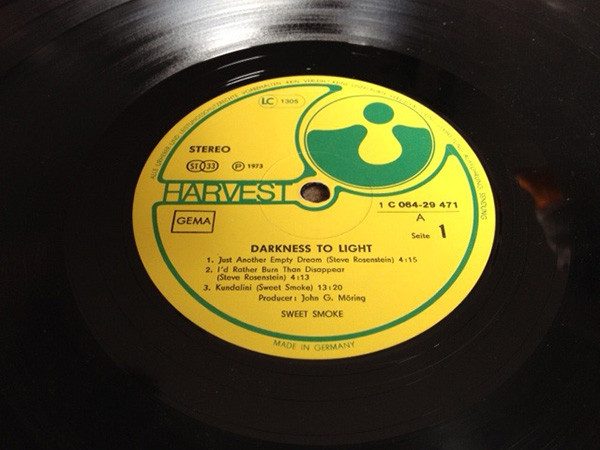 LC 1305
STEREO
ST 33
P 1973
HARVEST
GEMA
1 C 064-29 471
A
Seite 1
DARKNESS TO LIGHT
1. Just Another Empty Dream (Steve Rosenstein) 4:15
2. I'd Rather Burn Than Disappear
(Steve Rosenstein) 4:13
3. Kundalini (Sweet Smoke) 13:20
Producer: John G. Möring
SWEET SMOKE
MADE IN GERMANY